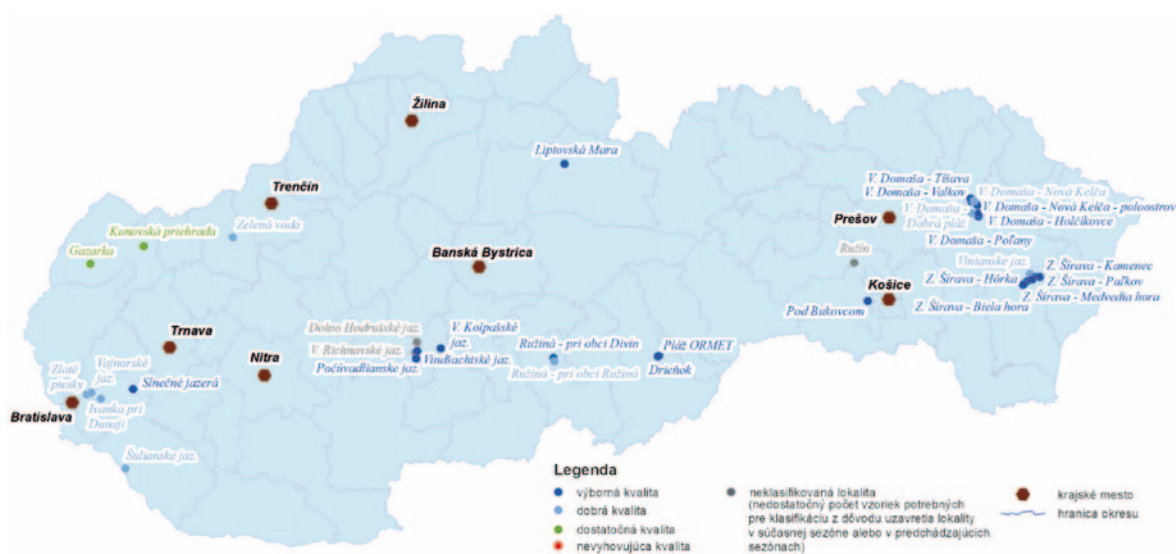 Žilina
Liptovská Mara
Trenčín
Zelená voda
Kunovská priehrada
Gazarka
Banská Bystrica
V. Domaša - Tišava
V. Domaša - Valkov
V. Domaša - Nová Kelča
V. Domaša - Nová Kelča - poloostrov
V. Domaša -
Dobrá pláž
V. Domaša - Holčíkovce
Prešov
V. Domaša - Poľany
Ružín
Vinianske jaz.
Z. Šírava - Kamenec
Z. Šírava - Hôrka
Z. Šírava - Paľkov
Košice
Z. Šírava - Medvedia hora
Z. Šírava - Biela hora
Pod Bukovcom
Trnava
Nitra
Dolno Hodrušské jaz.
V. Kolpašské
jaz.
V. Richnavské jaz.
Vindšachtské jaz.
Počúvadlianske jaz.
Ružiná - pri obci Divín
Ružiná - pri obci Ružiná
Pláž ORMET
Drieňok
Zlaté
piesky
Vajnorské
jaz.
Slnečné jazerá
Bratislava
Ivanka pri
Dunaji
Šulianske jaz.
Legenda
výborná kvalita
dobrá kvalita
dostatočná kvalita
nevyhovujúca kvalita
neklasifikovaná lokalita
(nedostatočný počet vzoriek potrebných
pre klasifikáciu z dôvodu uzavretia lokality
v súčasnej sezóne alebo v predchádzajúcich
sezónach)
krajské mesto
hranica okresu